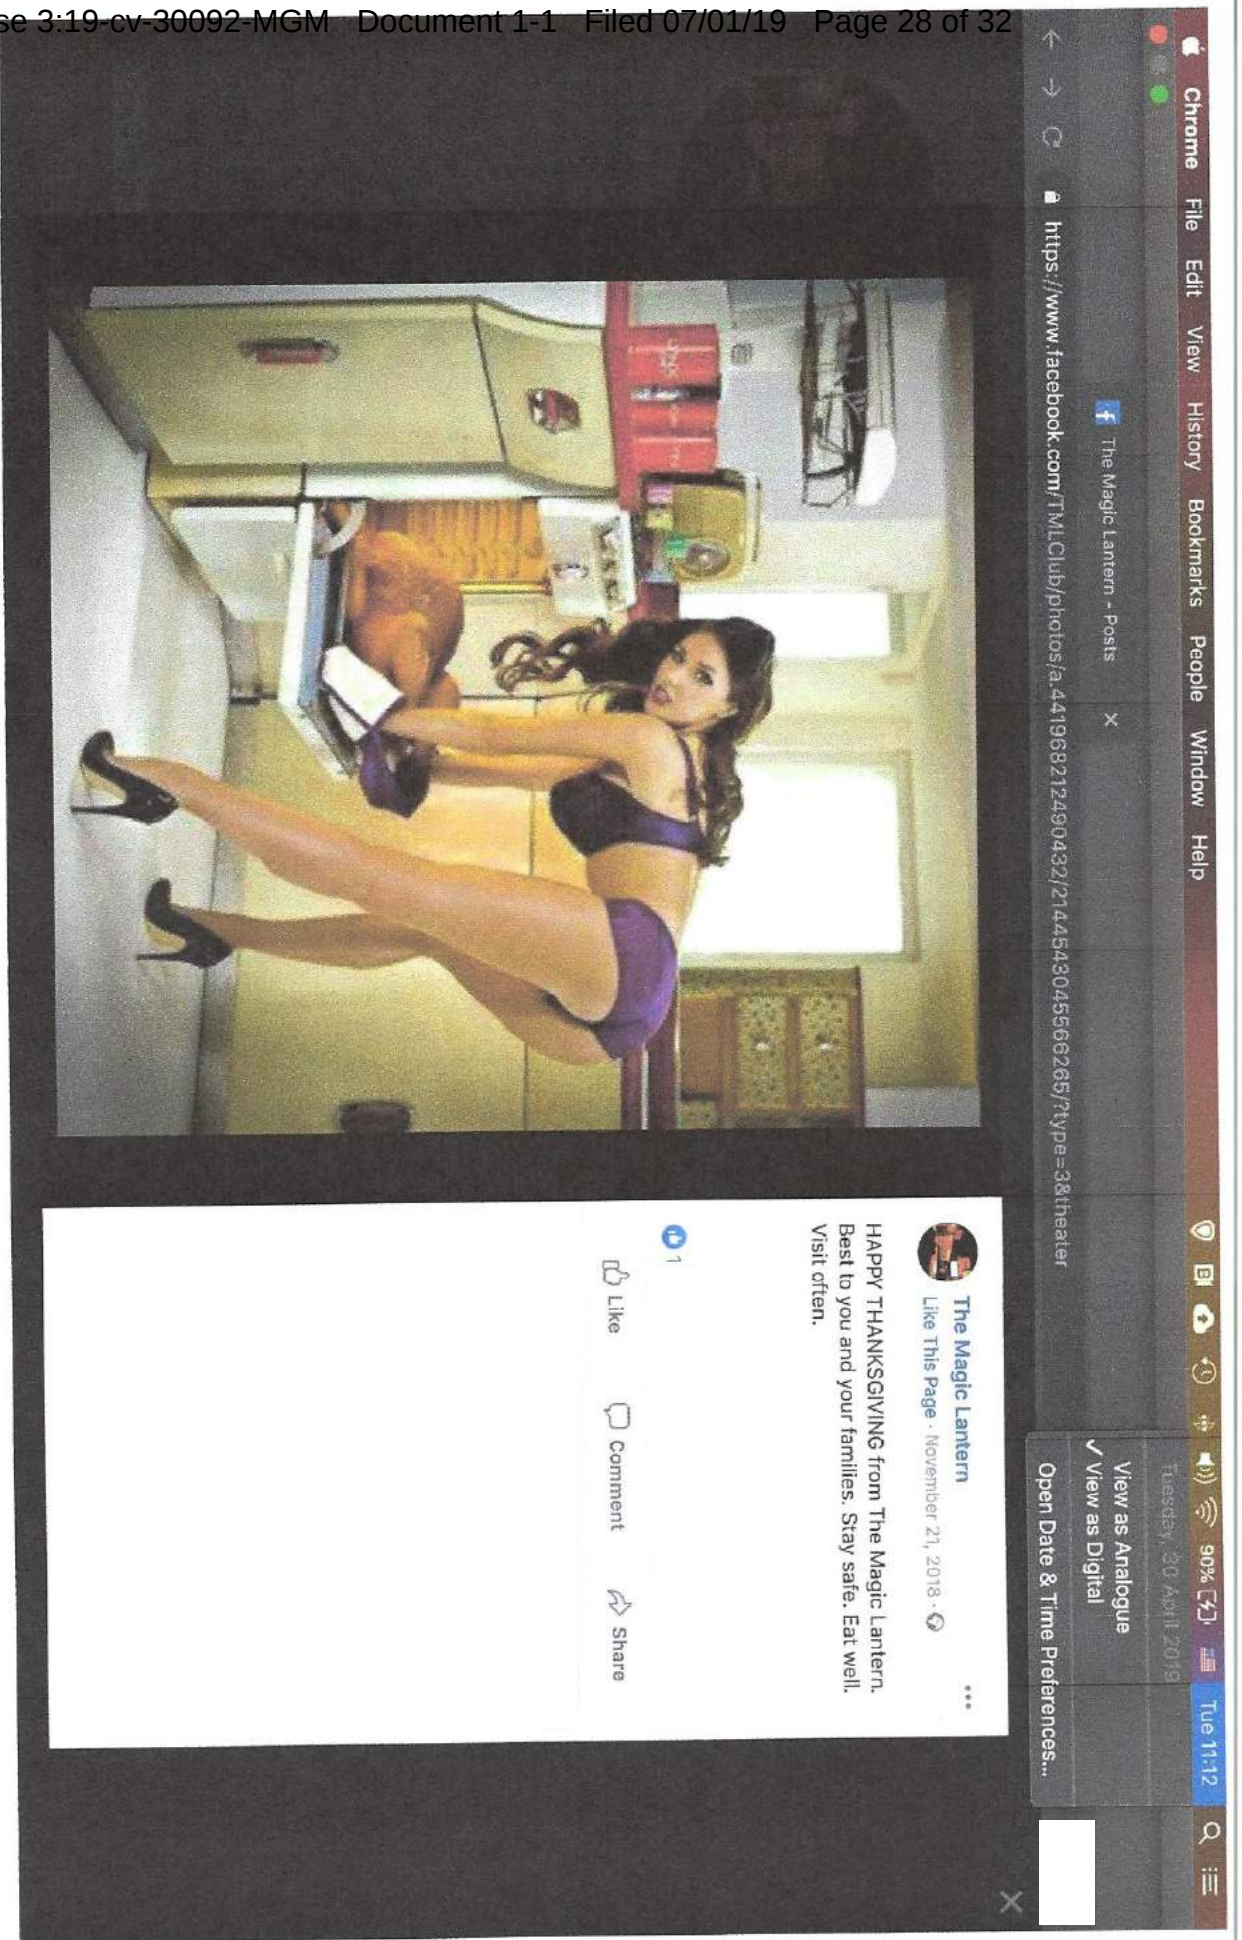 se 3:19-cv-30092-MGM   Document 1-1   Filed 07/01/19   Page 28 of 32
Chrome File Edit View History Bookmarks People Window Help 90% Tue 11:12
Tuesday, 30 April 2019
View as Analogue
✓ View as Digital
Open Date & Time Preferences...
The Magic Lantern - Posts
https://www.facebook.com/TMLClub/photos/a.441968212490432/2144543045566265/?type=3&theater
The Magic Lantern
Like This Page · November 21, 2018 ·
HAPPY THANKSGIVING from The Magic Lantern.
Best to you and your families. Stay safe. Eat well.
Visit often.
1
Like Comment Share